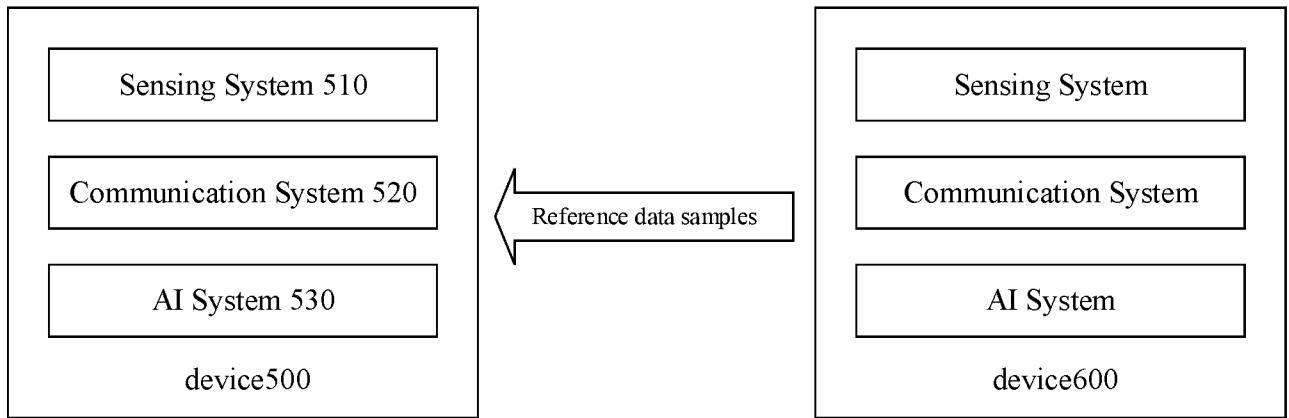 Sensing System 510
Communication System 520
AI System 530
device500
Reference data samples
Sensing System
Communication System
AI System
device600